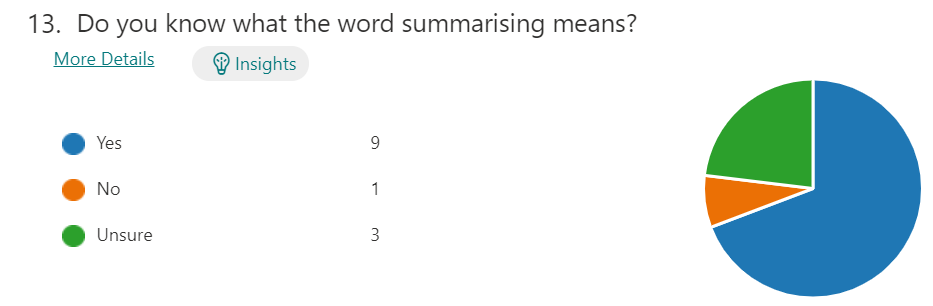 13. Do you know what the word summarising means?
More Details
Insights
Yes 9
No 1
Unsure 3